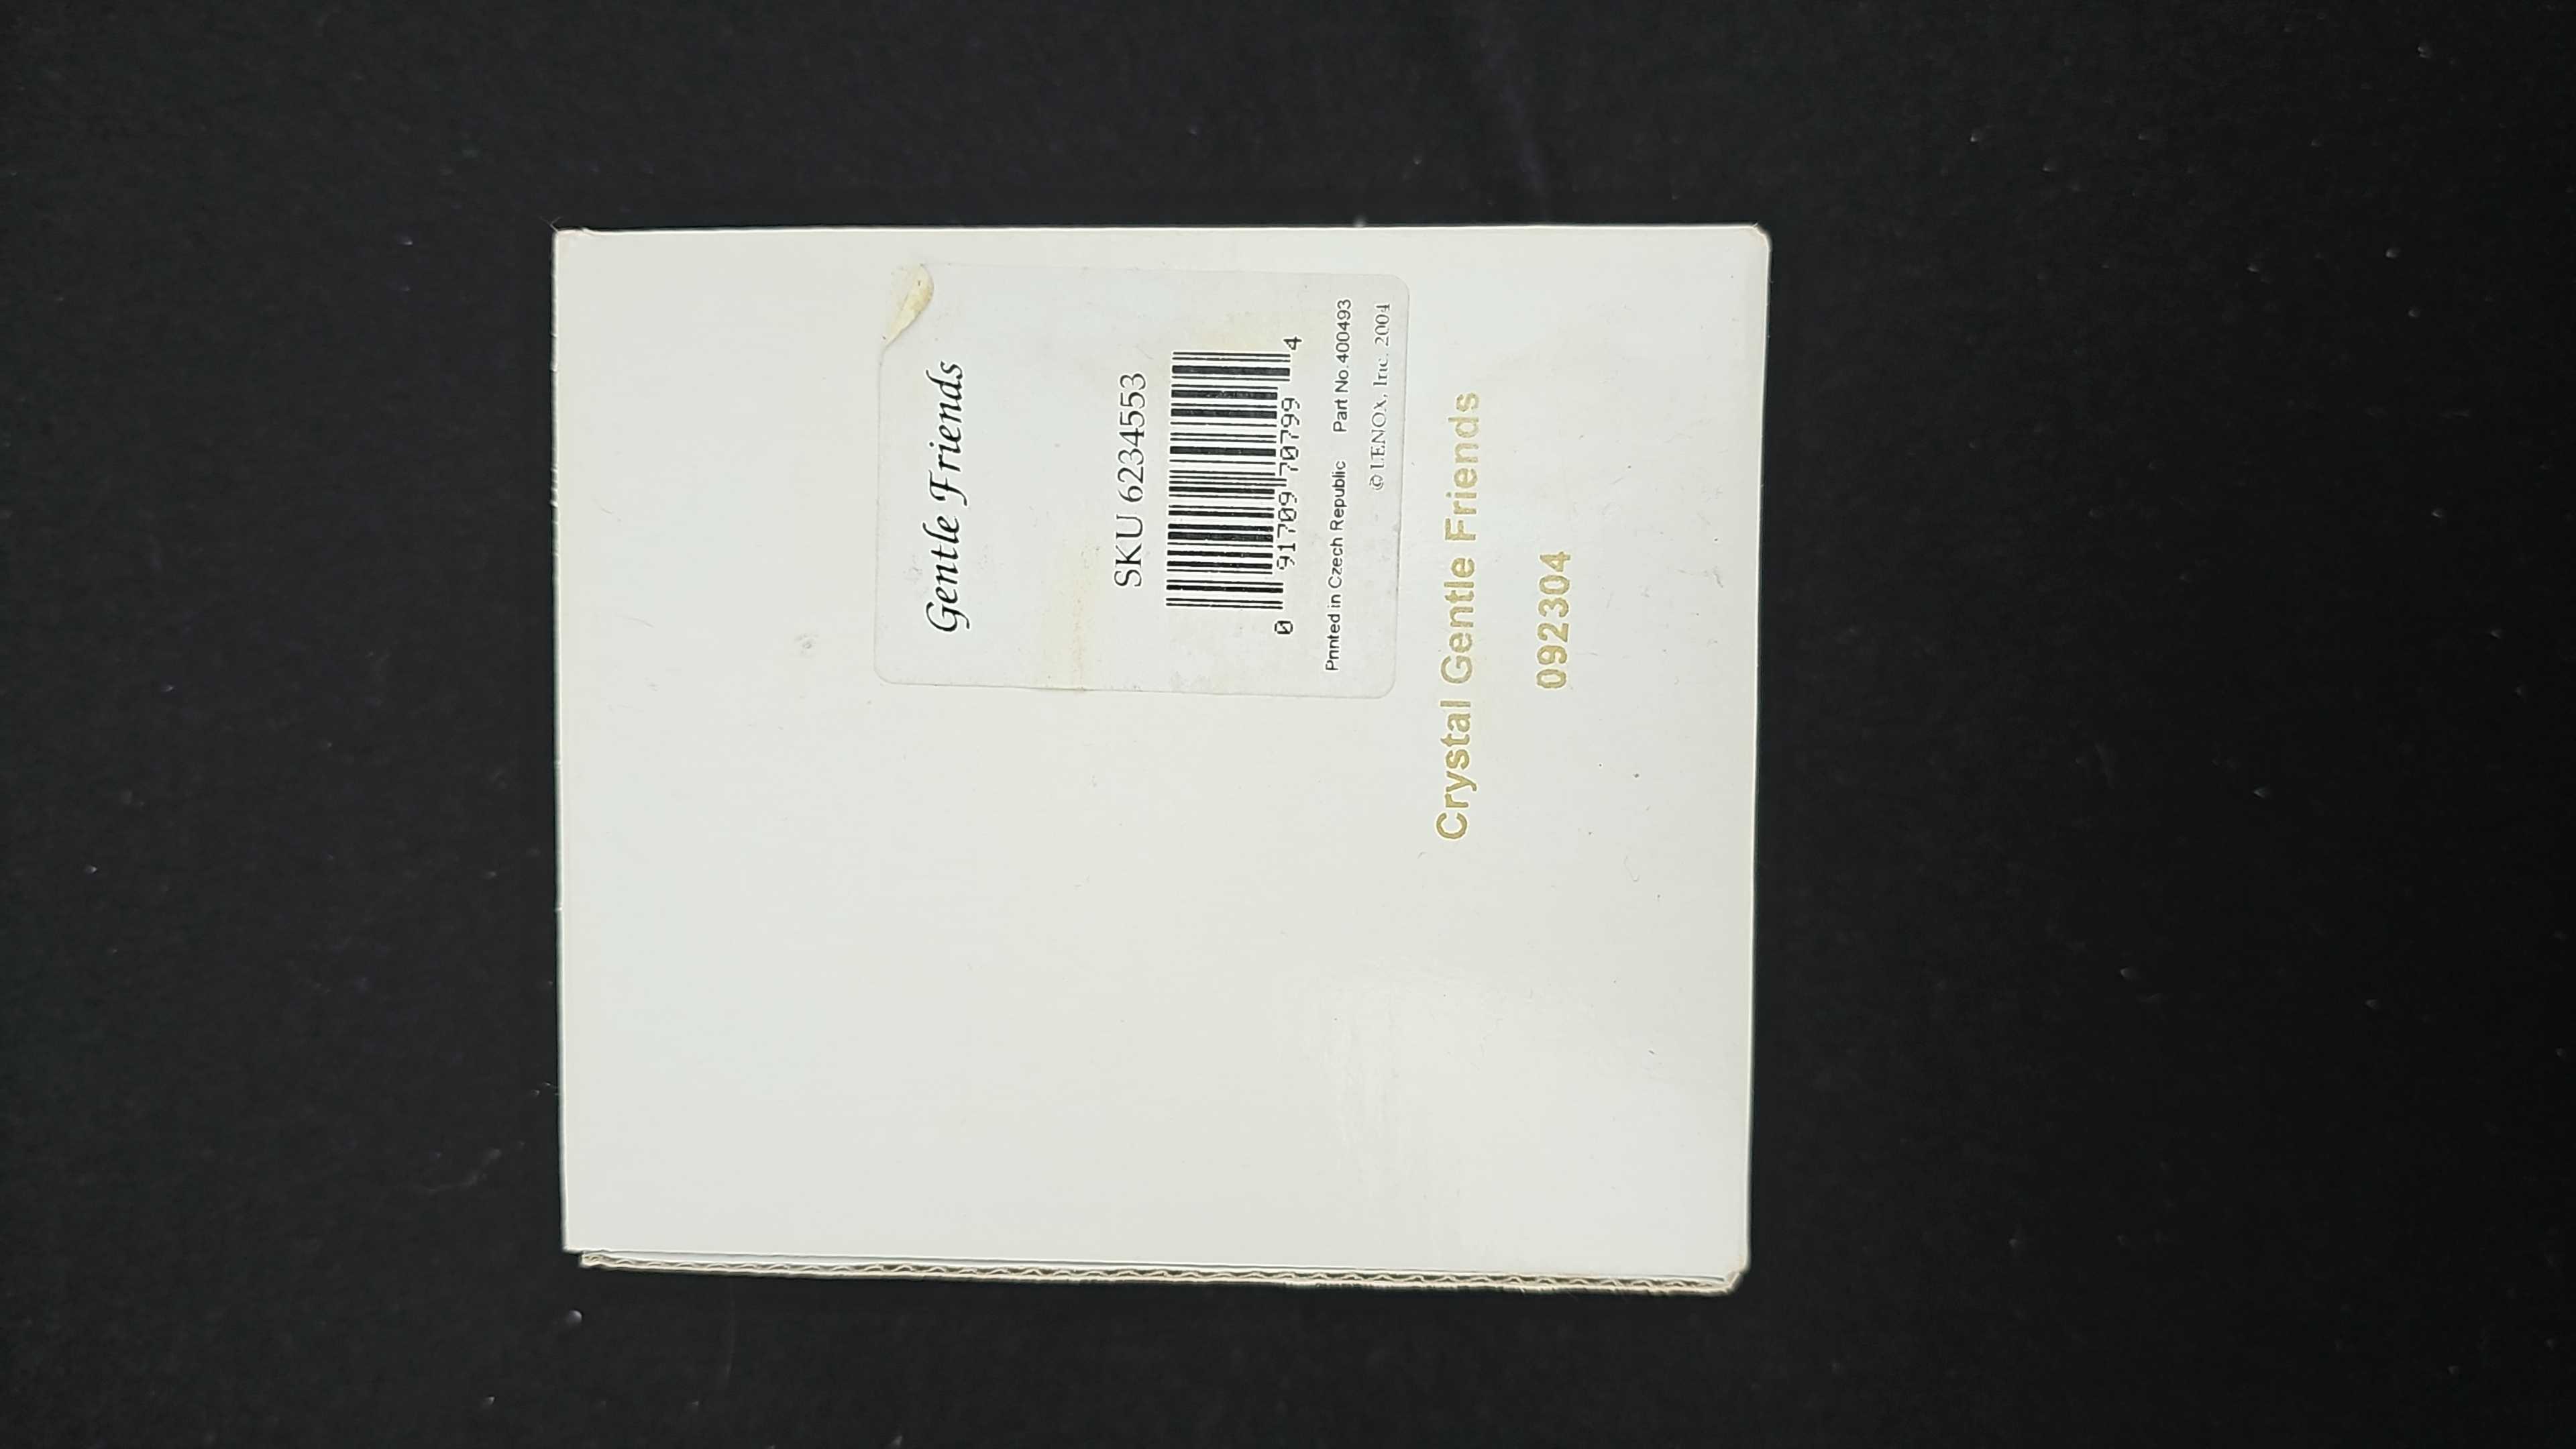 Gentle Friends
SKU 6234553
0 91709 70799 4
Printed in Czech Republic Part No.400493
© LENOX, Inc. 2004
Crystal Gentle Friends
092304